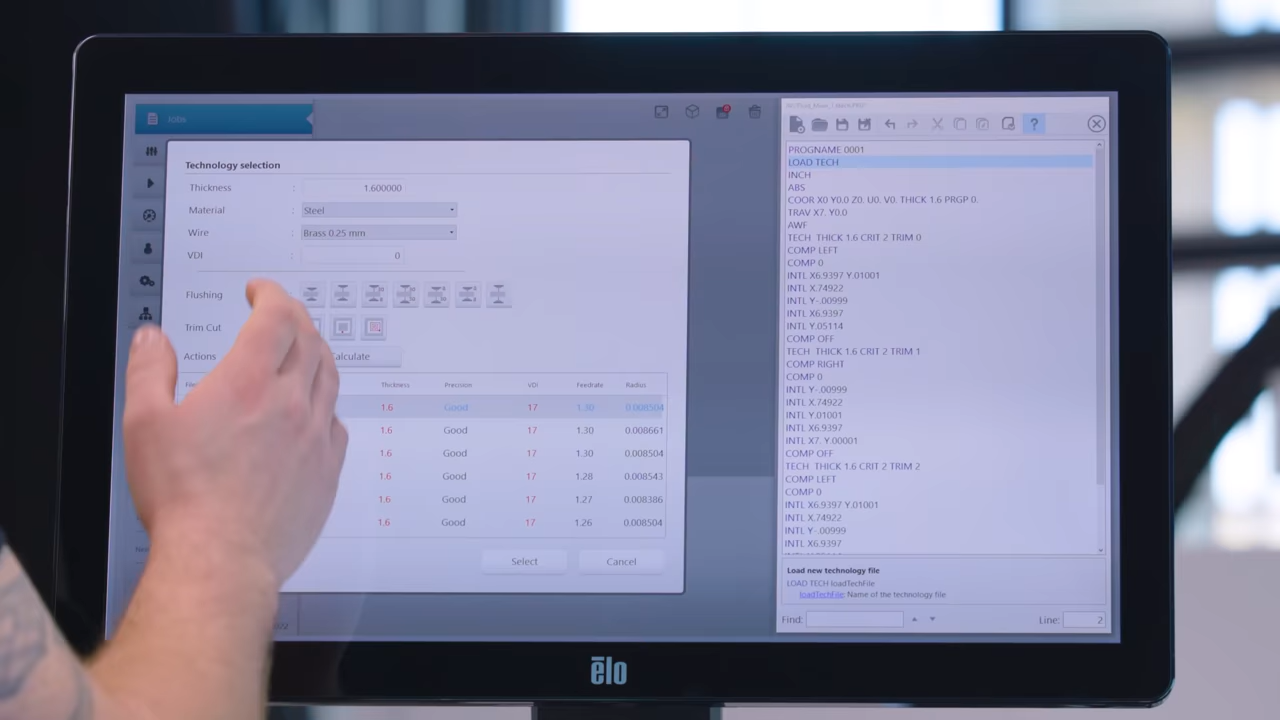 Jobs
Technology selection
Thickness : 1.600000
Material : Steel
Wire : Brass 0.25 mm
VDI : 0
Flushing
Trim Cut
Actions
Calculate
Thickness Precision VDI Feedrate Radius
1.6 Good 17 1.30 0.008504
1.6 Good 17 1.30 0.008661
1.6 Good 17 1.30 0.008504
1.6 Good 17 1.28 0.008543
1.6 Good 17 1.27 0.008386
1.6 Good 17 1.26 0.008504
Select Cancel
PROGNAME 0001
LOAD TECH
INCH
ABS
COOR X0 Y0.0 Z0. U0. V0. THICK 1.6 PRGP 0.
TRAV X7. Y0.0
AWF
TECH THICK 1.6 CRIT 2 TRIM 0
COMP LEFT
COMP 0
INTL X6.9397 Y.01001
INTL X.74922
INTL Y-.00999
INTL X6.9397
INTL Y.05114
COMP OFF
TECH THICK 1.6 CRIT 2 TRIM 1
COMP RIGHT
COMP 0
INTL Y-.00999
INTL X.74922
INTL Y.01001
INTL X6.9397
INTL X7. Y.00001
COMP OFF
TECH THICK 1.6 CRIT 2 TRIM 2
COMP LEFT
COMP 0
INTL X6.9397 Y.01001
INTL X.74922
INTL Y-.00999
INTL X6.9397
Load new technology file
LOAD TECH loadTechFile
loadTechFile: Name of the technology file
Find: Line: 2
elo